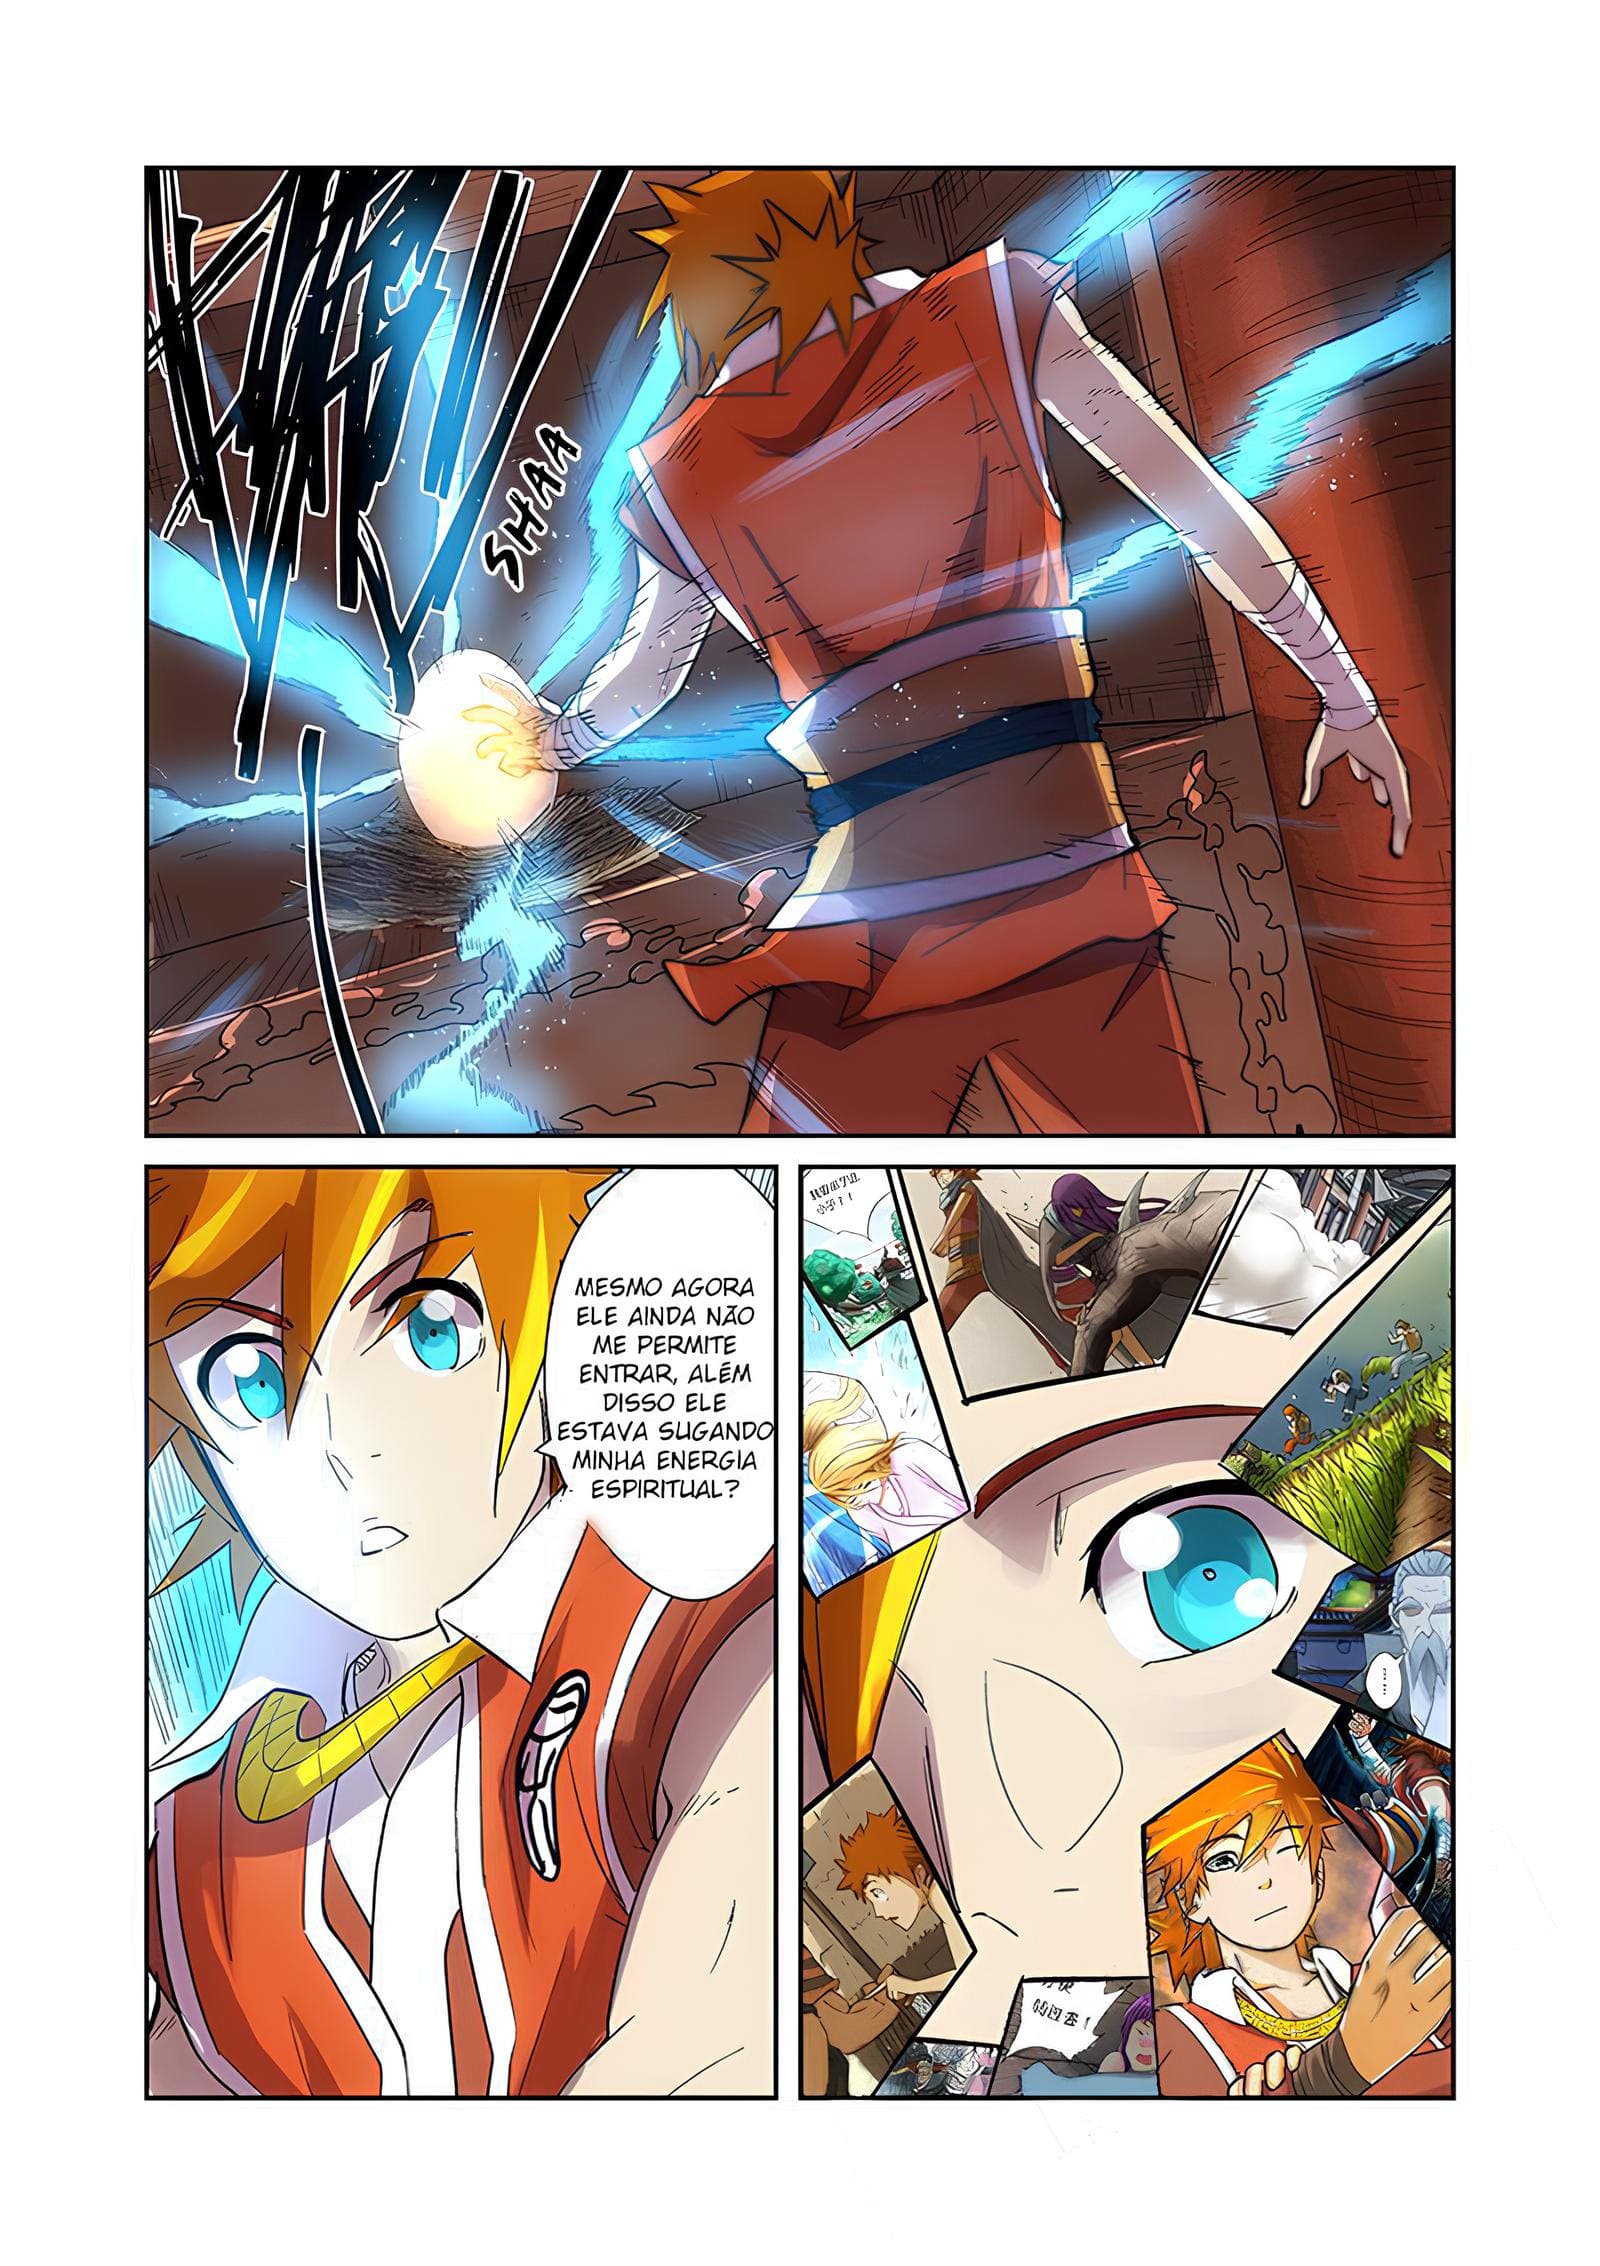 SHAA
MESMO AGORA
ELE AINDA NÃO
ME PERMITE
ENTRAR, ALÉM
DISSO ELE
ESTAVA SUGANDO
MINHA ENERGIA
ESPIRITUAL?